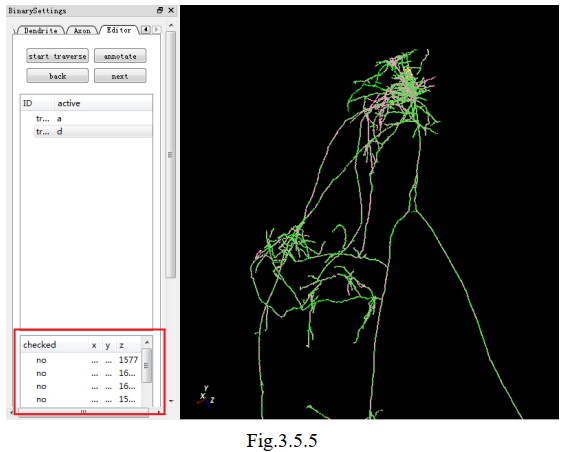 BinarySettings
Dendrite Axon Editor
start traverse annotate
back next
ID active
tr... a
tr... d
checked x y z
no ... ... 1577
no ... ... 16...
no ... ... 16...
no ... ... 15...
Y
X Z
Fig.3.5.5